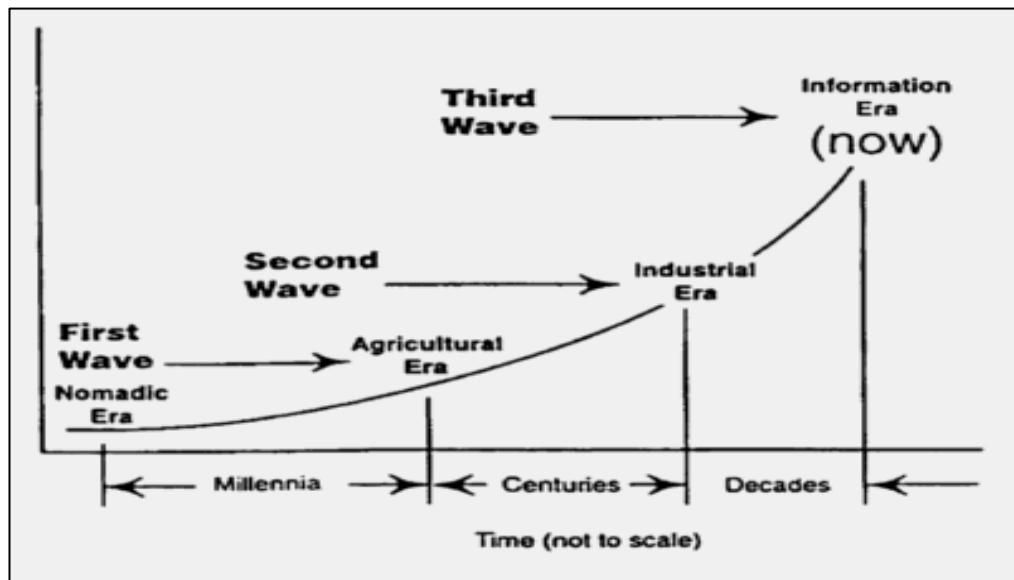 Third
Wave
Information
Era
(now)
Second
Wave
Industrial
Era
First
Wave
Agricultural
Era
Nomadic
Era
Millennia
Centuries
Decades
Time (not to scale)